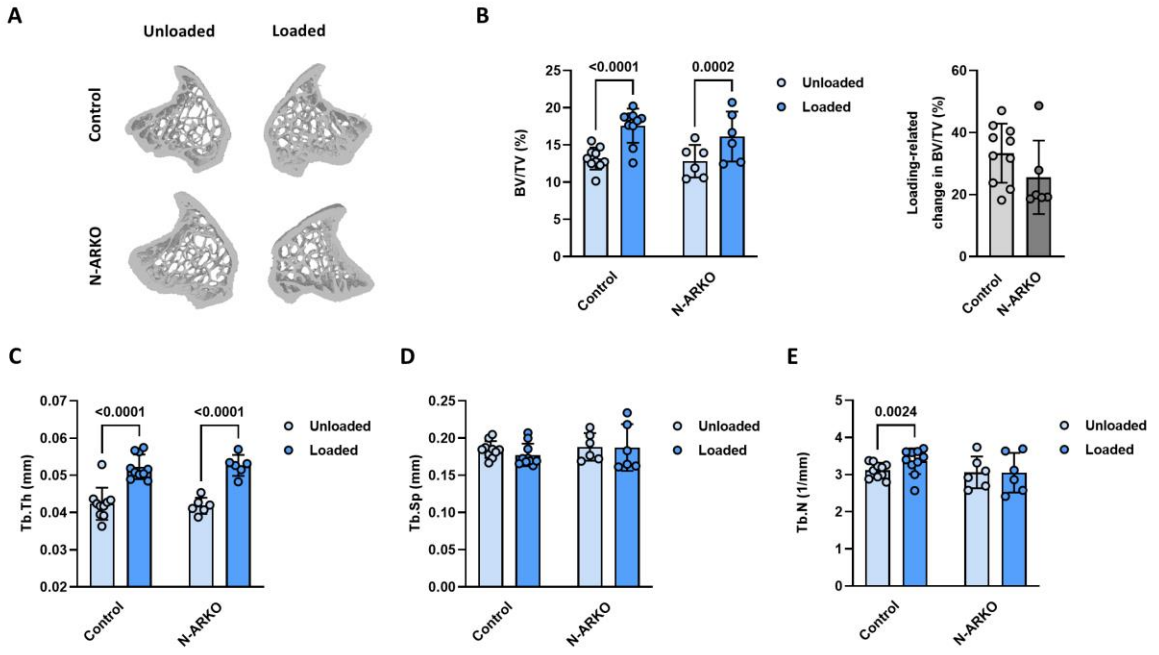 A
Unloaded Loaded
Control
N-ARKO
B
BV/TV (%)
25
20
15
10
5
0
<0.0001
0.0002
Control
N-ARKO
Unloaded
Loaded
Loading-related
change in BV/TV (%)
60
40
20
0
Control
N-ARKO
C
Tb.Th (mm)
0.07
0.06
0.05
0.04
0.03
0.02
<0.0001
<0.0001
Control
N-ARKO
Unloaded
Loaded
D
Tb.Sp (mm)
0.25
0.20
0.15
0.10
0.05
0.00
Control
N-ARKO
Unloaded
Loaded
E
Tb.N (1/mm)
5
4
3
2
1
0
0.0024
Control
N-ARKO
Unloaded
Loaded